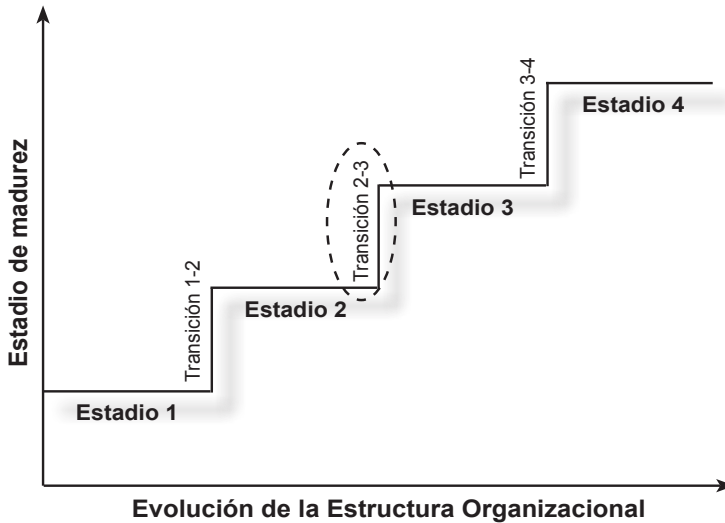 Estadio de madurez
Transición 3-4
Estadio 4
Transición 2-3
Estadio 3
Transición 1-2
Estadio 2
Estadio 1
Evolución de la Estructura Organizacional